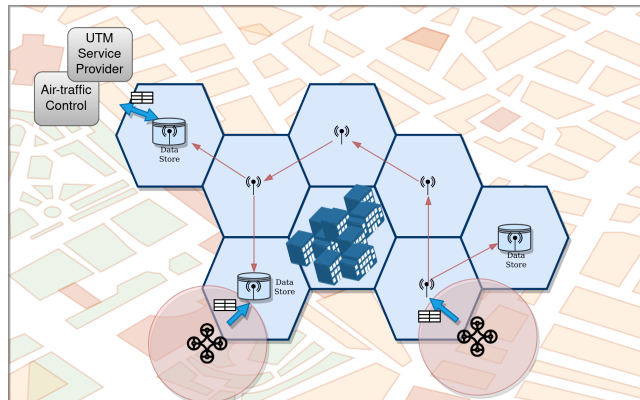 UTM
Service
Provider
Air-traffic
Control
Data
Store
Data
Store
Data
Store